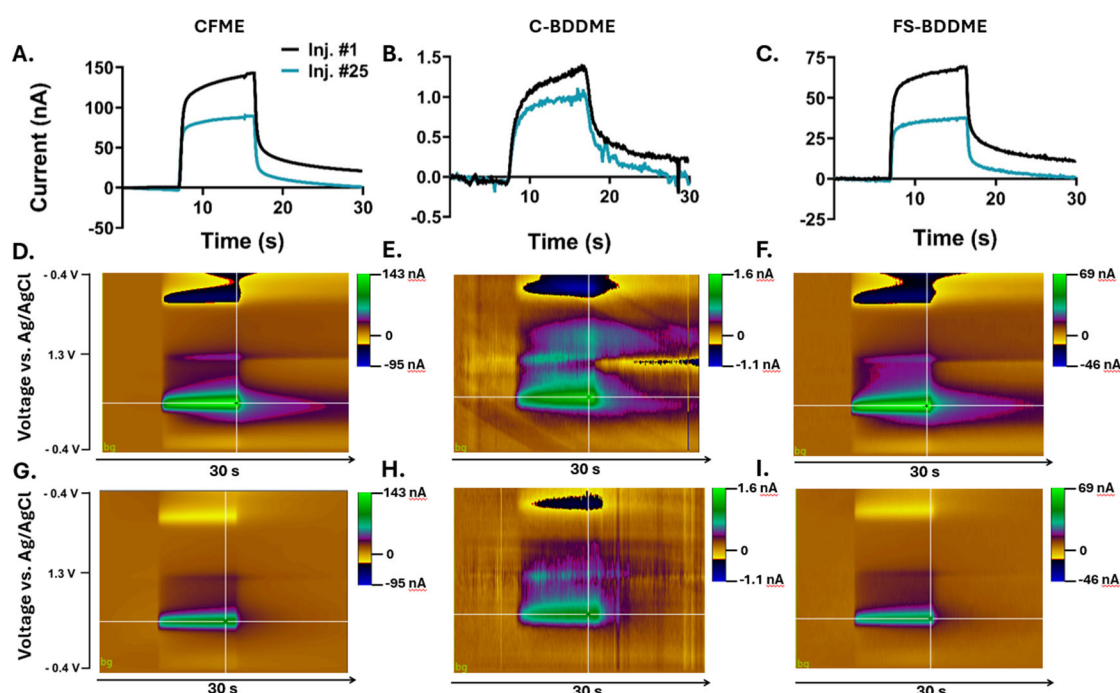 CFME
C-BDDME
FS-BDDME
A.
Inj. #1
Inj. #25
B.
C.
Current (nA)
150
100
50
0
-50
10
20
30
Time (s)
1.5
1.0
0.5
0.0
-0.5
10
20
30
Time (s)
75
50
25
0
-25
10
20
30
Time (s)
D.
E.
F.
Voltage vs. Ag/AgCl
- 0.4 V
1.3 V
- 0.4 V
bg
143 nA
0
-95 nA
30 s
bg
1.6 nA
0
-1.1 nA
30 s
bg
69 nA
0
-46 nA
30 s
G.
H.
I.
Voltage vs. Ag/AgCl
-0.4 V
1.3 V
-0.4 V
bg
143 nA
0
-95 nA
30 s
bg
1.6 nA
0
-1.1 nA
30 s
bg
69 nA
0
-46 nA
30 s